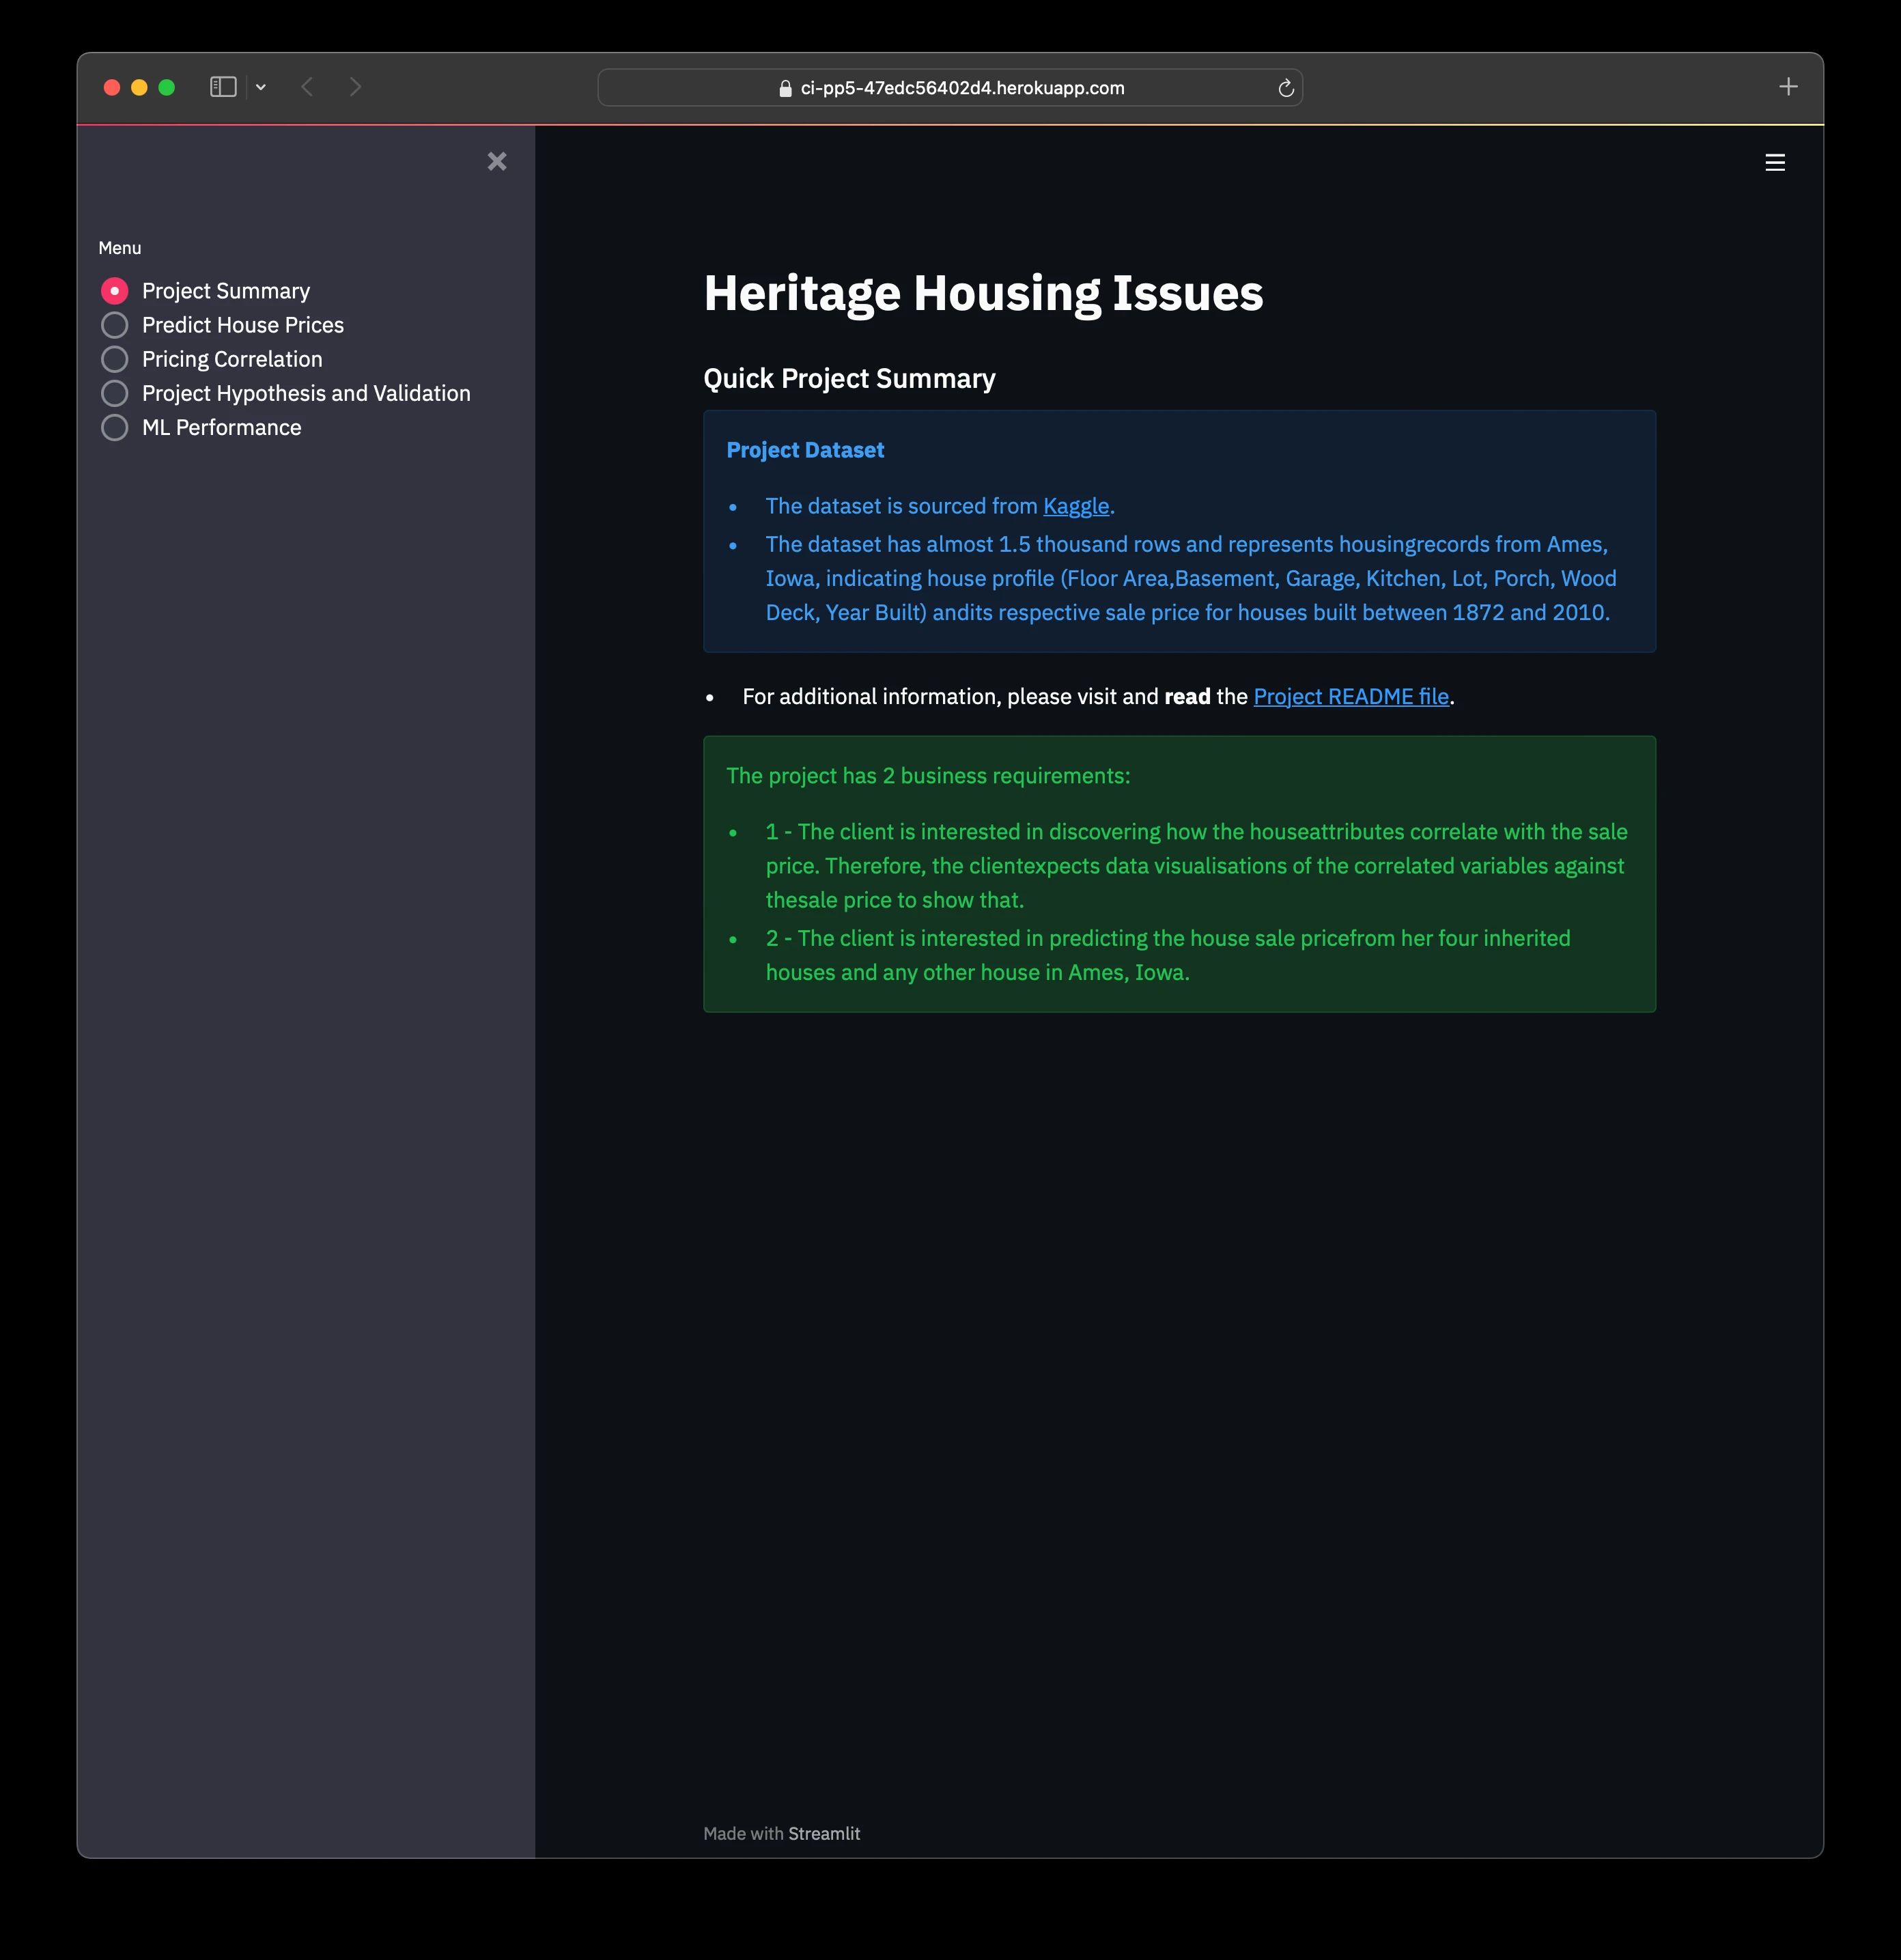 ci-pp5-47edc56402d4.herokuapp.com
Menu
Project Summary
Predict House Prices
Pricing Correlation
Project Hypothesis and Validation
ML Performance
Heritage Housing Issues
Quick Project Summary
Project Dataset
• The dataset is sourced from Kaggle.
• The dataset has almost 1.5 thousand rows and represents housingrecords from Ames,
Iowa, indicating house profile (Floor Area,Basement, Garage, Kitchen, Lot, Porch, Wood
Deck, Year Built) andits respective sale price for houses built between 1872 and 2010.
• For additional information, please visit and read the Project README file.
The project has 2 business requirements:
• 1 - The client is interested in discovering how the houseattributes correlate with the sale
price. Therefore, the clientexpects data visualisations of the correlated variables against
thesale price to show that.
• 2 - The client is interested in predicting the house sale pricefrom her four inherited
houses and any other house in Ames, Iowa.
Made with Streamlit